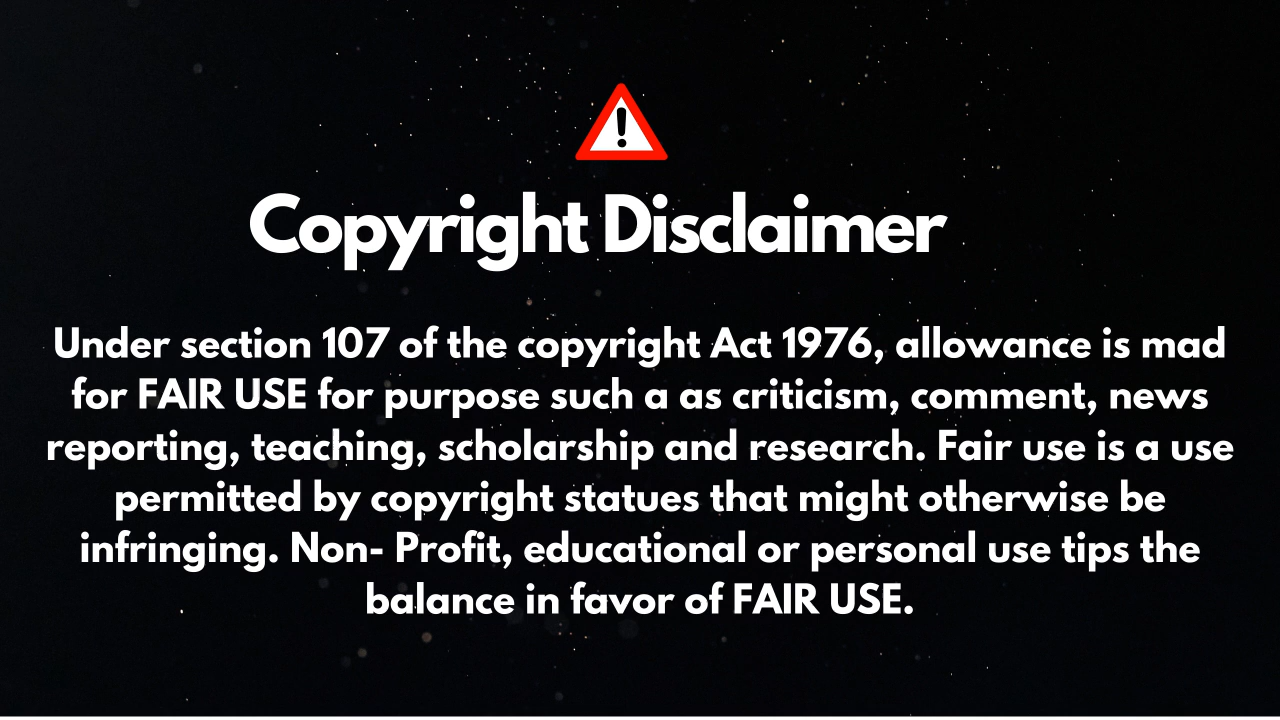 Copyright Disclaimer
Under section 107 of the copyright Act 1976, allowance is mad
for FAIR USE for purpose such a as criticism, comment, news
reporting, teaching, scholarship and research. Fair use is a use
permitted by copyright statues that might otherwise be
infringing. Non- Profit, educational or personal use tips the
balance in favor of FAIR USE.